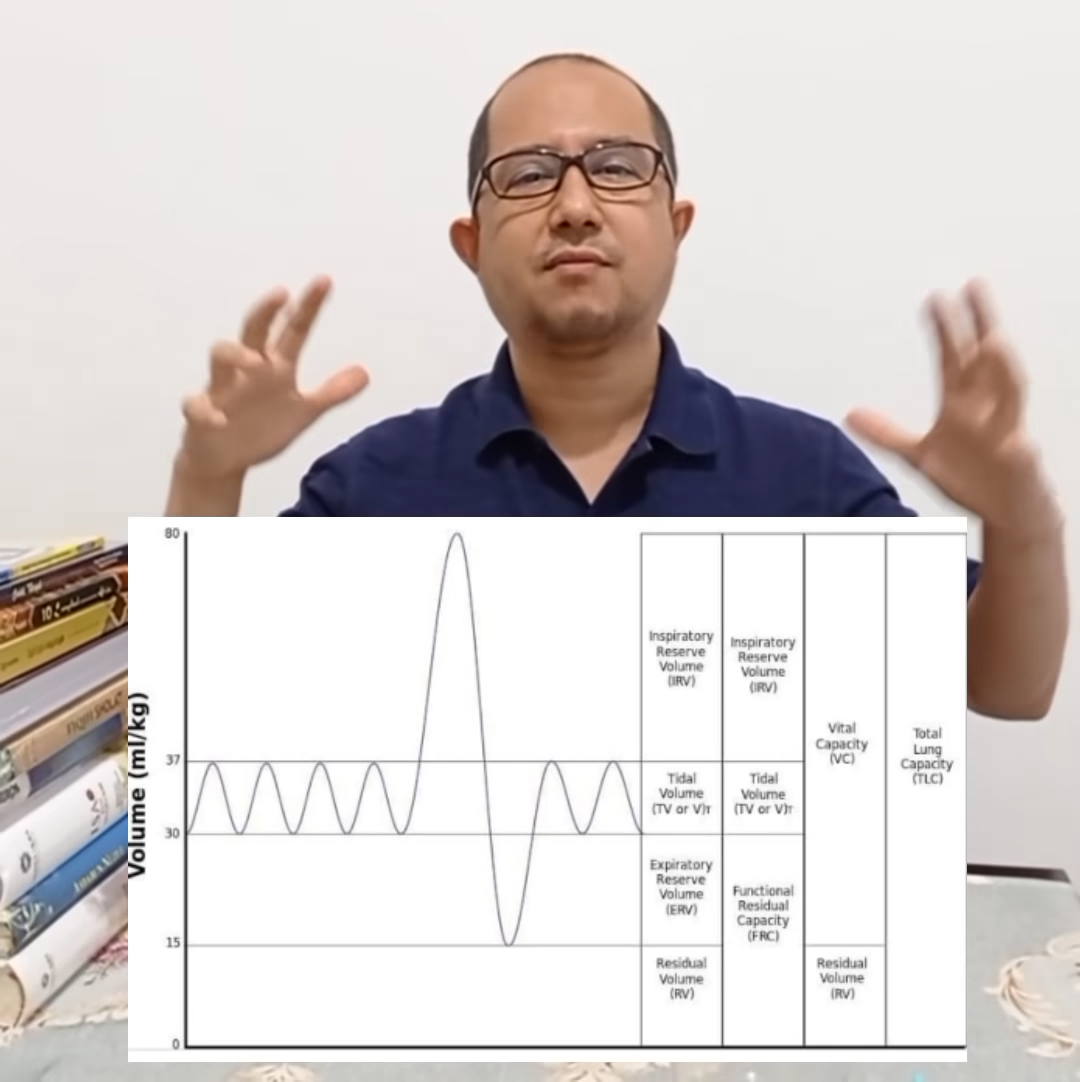 80
37
30
15
0
Volume (ml/kg)
Inspiratory
Reserve
Volume
(IRV)
Inspiratory
Reserve
Volume
(IRV)
Tidal
Volume
(TV or V)T
Tidal
Volume
(TV or V)T
Expiratory
Reserve
Volume
(ERV)
Functional
Residual
Capacity
(FRC)
Residual
Volume
(RV)
Vital
Capacity
(VC)
Residual
Volume
(RV)
Total
Lung
Capacity
(TLC)
10